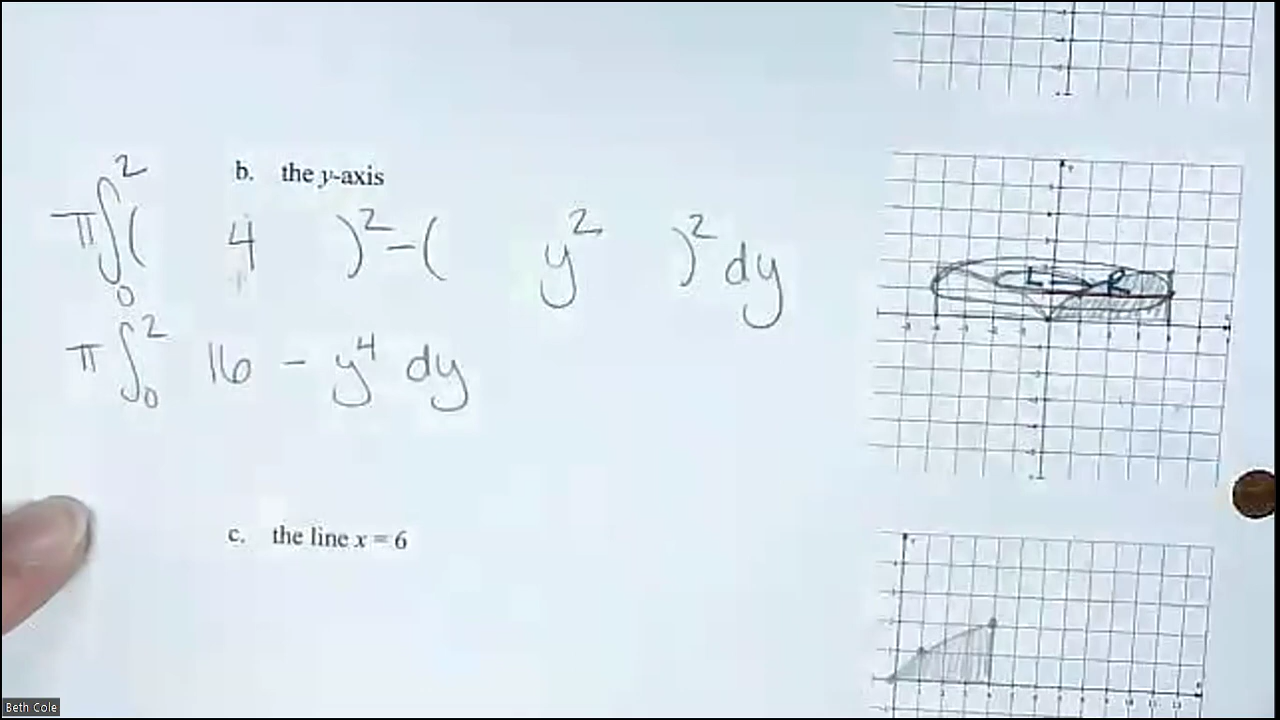 b. the y-axis
π∫₀² ( 4 )² - ( y² )² dy
π∫₀² 16 - y⁴ dy
c. the line x = 6
L R
Beth Cole